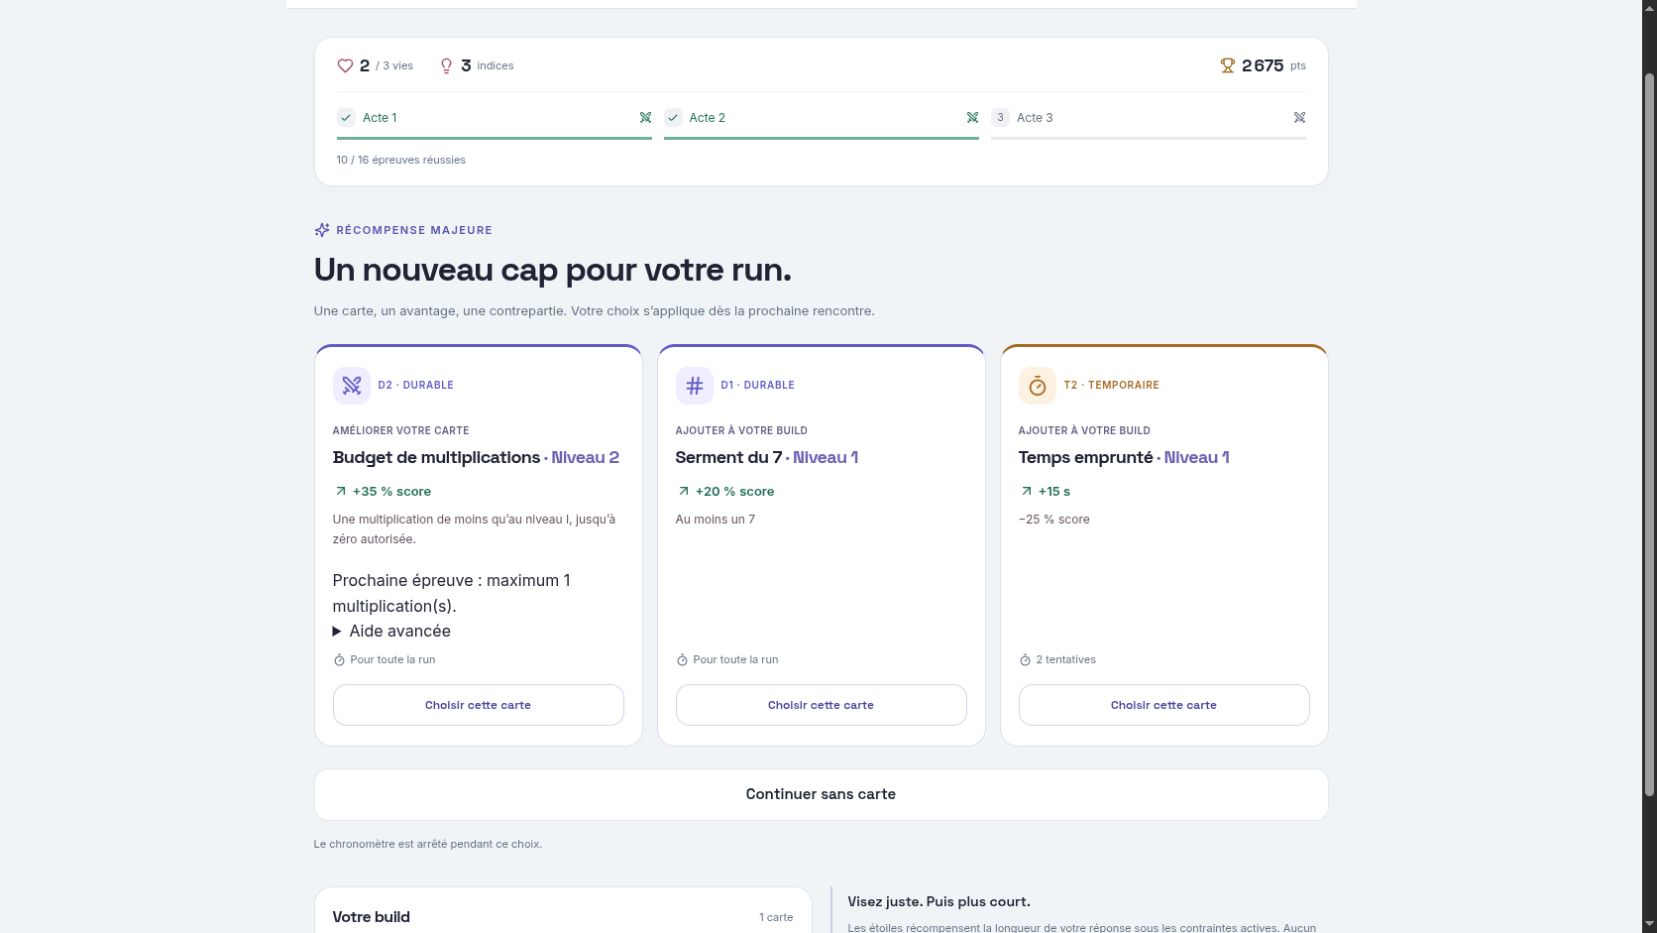 2 / 3 vies 3 indices 2 675 pts
Acte 1 Acte 2 3 Acte 3
10 / 16 épreuves réussies
RÉCOMPENSE MAJEURE
Un nouveau cap pour votre run.
Une carte, un avantage, une contrepartie. Votre choix s’applique dès la prochaine rencontre.
D2 · DURABLE
AMÉLIORER VOTRE CARTE
Budget de multiplications · Niveau 2
+35 % score
Une multiplication de moins qu’au niveau I, jusqu’à
zéro autorisée.
Prochaine épreuve : maximum 1
multiplication(s).
Aide avancée
Pour toute la run
Choisir cette carte
D1 · DURABLE
AJOUTER À VOTRE BUILD
Serment du 7 · Niveau 1
+20 % score
Au moins un 7
Pour toute la run
Choisir cette carte
T2 · TEMPORAIRE
AJOUTER À VOTRE BUILD
Temps emprunté · Niveau 1
+15 s
−25 % score
2 tentatives
Choisir cette carte
Continuer sans carte
Le chronomètre est arrêté pendant ce choix.
Votre build 1 carte
Visez juste. Puis plus court.
Les étoiles récompensent la longueur de votre réponse sous les contraintes actives. Aucun